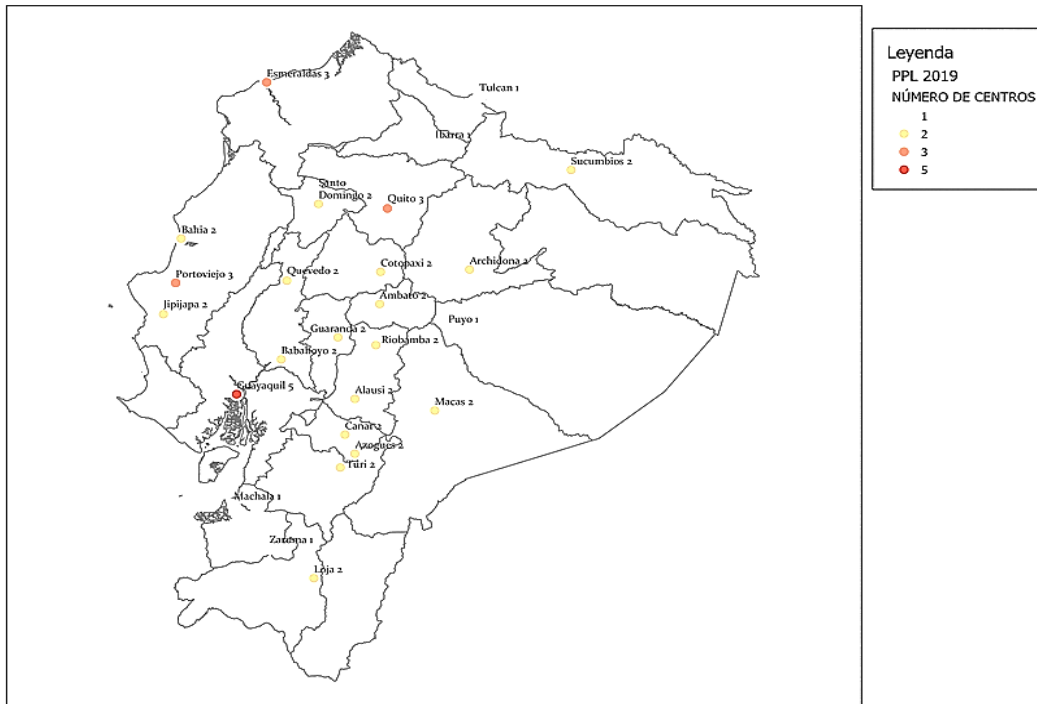 Leyenda
PPL 2019
NÚMERO DE CENTROS
1
2
3
5
Esmeraldas 3
Tulcan 1
Ibarra 1
Sucumbios 2
Santo
Domingo 2
Quito 3
Bahia 2
Portoviejo 3
Jipijapa 2
Quevedo 2
Cotopaxi 2
Archidona 2
Ambato 2
Puyo 1
Guaranda 2
Riobamba 2
Babahoyo 2
Guayaquil 5
Alausi 2
Macas 2
Canar 2
Azogues 2
Turi 2
Machala 1
Zaruma 1
Loja 2